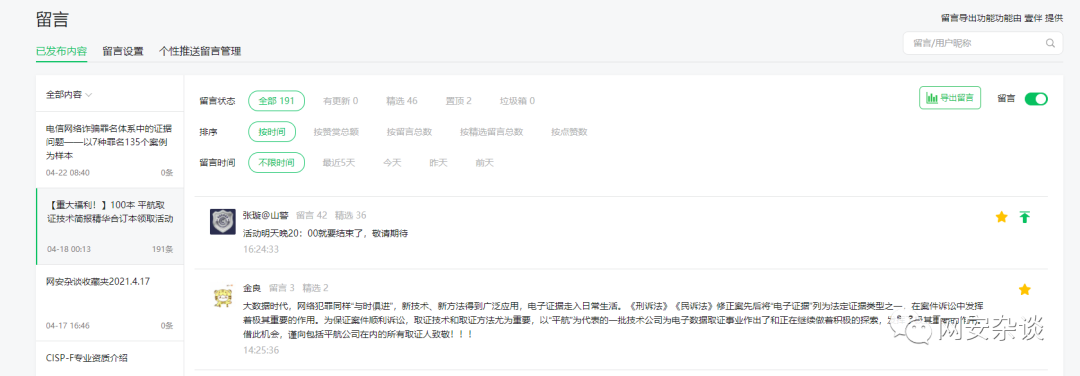 留言
留言导出功能功能由 壹伴 提供
已发布内容 留言设置 个性推送留言管理
留言/用户昵称
全部内容
电信网络诈骗罪名体系中的证据
问题——以7种罪名135个案例
为样本
04-22 08:40 0条
【重大福利！】100本 平航取
证技术简报精华合订本领取活动
04-18 00:13 191条
网安杂谈收藏夹2021.4.17
04-17 16:46 0条
CISP-F专业资质介绍
留言状态 全部 191 有更新 0 精选 46 置顶 2 垃圾箱 0
导出留言 留言
排序 按时间 按赞赏总额 按留言总数 按精选留言总数 按点赞数
留言时间 不限时间 最近5天 今天 昨天 前天
张璇@山警 留言 42 精选 36
活动明天晚20：00就要结束了，敬请期待
16:24:33
金良 留言 3 精选 2
大数据时代，网络犯罪同样“与时俱进”，新技术、新方法得到广泛应用，电子证据走入日常生活。《刑诉法》《民诉法》修正案先后将“电子证据”列为法定证据类型之一，在案件诉讼中发挥
着极其重要的作用。为保证案件顺利诉讼，取证技术和取证方法尤为重要，以“平航”为代表的一批技术公司为电子数据取证事业作出了和正在继续做着积极的探索，
借此机会，谨向包括平航公司在内的所有取证人致敬！！！
14:25:36
网安杂谈